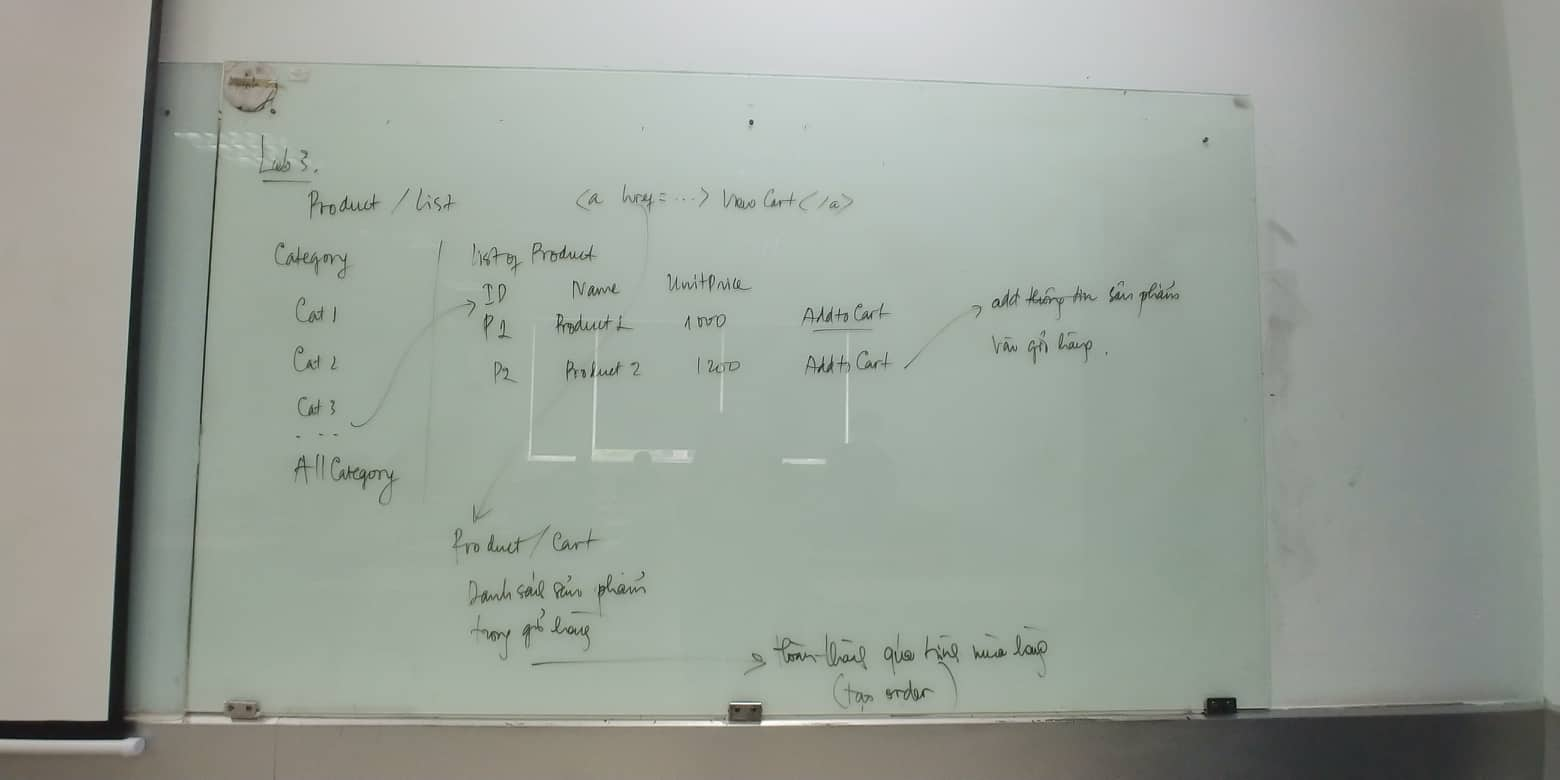 Lab 3.
Product / List
<a href=...> View Cart </a>
Category
List of Product
ID Name UnitPrice
Cat 1
P1 Product 1 1000 Add to Cart
add thông tin sản phẩm
vào giỏ hàng.
Cat 2
P2 Product 2 1200 Add to Cart
Cat 3
...
All Category
Product / Cart
Danh sách sản phẩm
trong giỏ hàng
hoàn thành quá trình mua hàng
(tạo order)